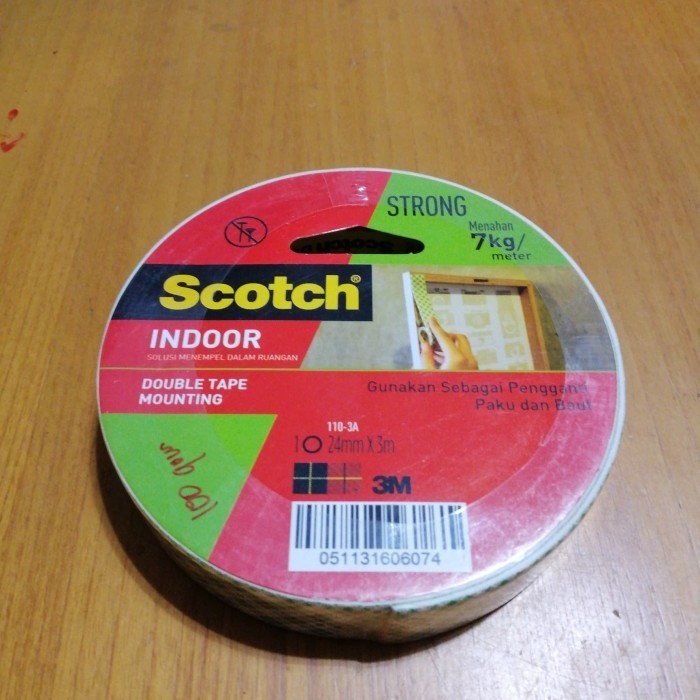 STRONG
Menahan
7kg/
meter
Scotch®
INDOOR
SOLUSI MENEMPEL DALAM RUANGAN
DOUBLE TAPE
MOUNTING
Gunakan Sebagai Pengganti
Paku dan Baut
110-3A
1 24mm X 3m
3M
051131606074